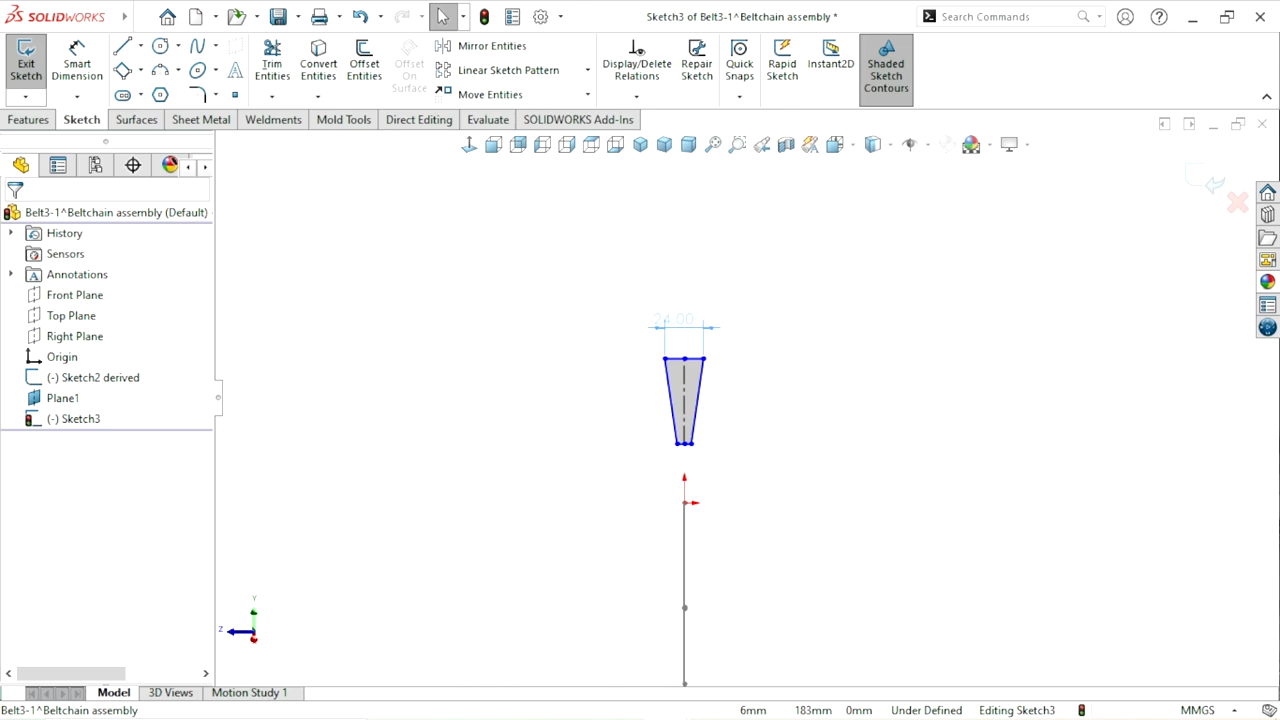 SOLIDWORKS
Sketch3 of Belt3-1^Beltchain assembly *
Search Commands
Exit Sketch
Smart Dimension
Trim Entities
Convert Entities
Offset Entities
Offset On Surface
Mirror Entities
Linear Sketch Pattern
Move Entities
Display/Delete Relations
Repair Sketch
Quick Snaps
Rapid Sketch
Instant2D
Shaded Sketch Contours
Features
Sketch
Surfaces
Sheet Metal
Weldments
Mold Tools
Direct Editing
Evaluate
SOLIDWORKS Add-Ins
Belt3-1^Beltchain assembly (Default)
History
Sensors
Annotations
Front Plane
Top Plane
Right Plane
Origin
(-) Sketch2 derived
Plane1
(-) Sketch3
24.00
Y
Z
Model
3D Views
Motion Study 1
Belt3-1^Beltchain assembly
6mm
183mm
0mm
Under Defined
Editing Sketch3
MMGS